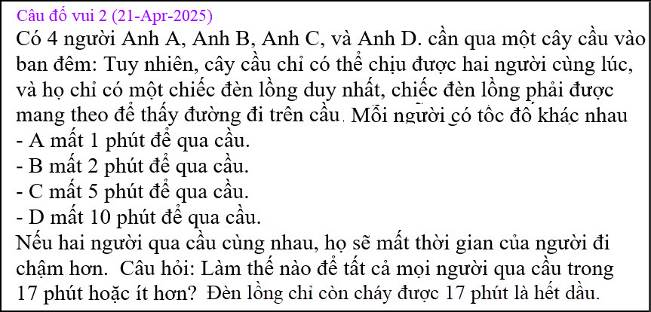 Câu đố vui 2 (21-Apr-2025)
Có 4 người Anh A, Anh B, Anh C, và Anh D. cần qua một cây cầu vào
ban đêm: Tuy nhiên, cây cầu chỉ có thể chịu được hai người cùng lúc,
và họ chỉ có một chiếc đèn lồng duy nhất, chiếc đèn lồng phải được
mang theo để thấy đường đi trên cầu. Mỗi người có tốc độ khác nhau
- A mất 1 phút để qua cầu.
- B mất 2 phút để qua cầu.
- C mất 5 phút để qua cầu.
- D mất 10 phút để qua cầu.
Nếu hai người qua cầu cùng nhau, họ sẽ mất thời gian của người đi
chậm hơn. Câu hỏi: Làm thế nào để tất cả mọi người qua cầu trong
17 phút hoặc ít hơn? Đèn lồng chỉ còn cháy được 17 phút là hết dầu.